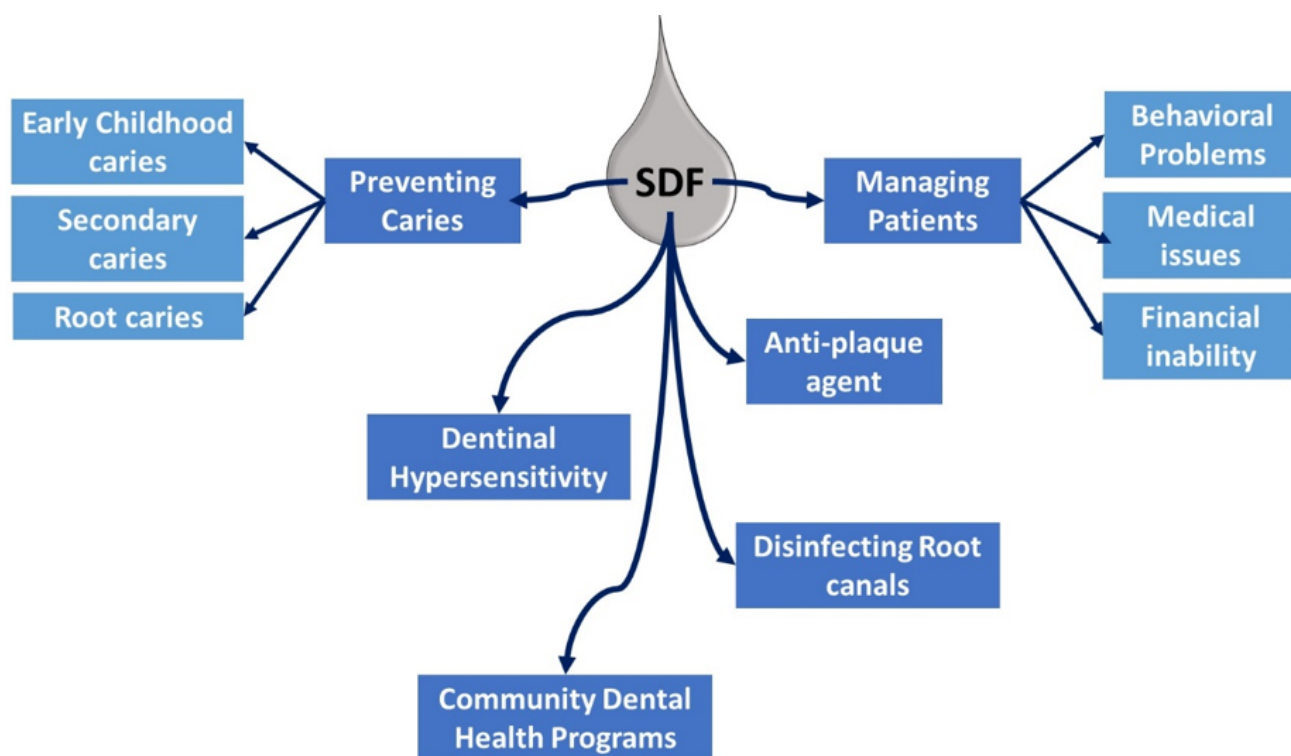 SDF
Preventing
Caries
Early Childhood
caries
Secondary
caries
Root caries
Managing
Patients
Behavioral
Problems
Medical
issues
Financial
inability
Anti-plaque
agent
Dentinal
Hypersensitivity
Disinfecting Root
canals
Community Dental
Health Programs